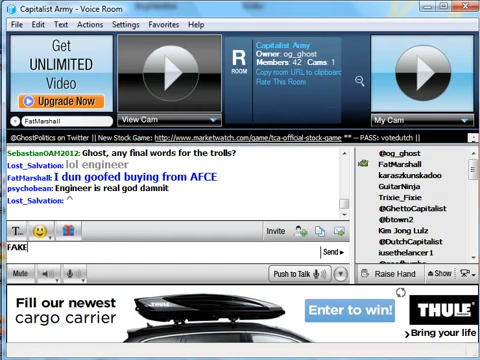 Capitalist Army - Voice Room
File Edit Text Actions Settings Favorites Help
Get
UNLIMITED
Video
Upgrade Now
FatMarshall
View Cam
R
ROOM
Capitalist Army
Owner: og_ghost
Members: 42 Cams: 1
Copy room URL to clipboard
Rate This Room
My Cam
@GhostPolitics on Twitter || New Stock Game: http://www.marketwatch.com/game/tca-official-stock-game ** -- PASS: votedutch ||
SebastianOAM2012: Ghost, any final words for the trolls?
Lost_Salvation: lol engineer
FatMarshall: I dun goofed buying from AFCE
psychobean: Engineer is real god damnit
Lost_Salvation: ^
@og_ghost
FatMarshall
karaszkunskadoo
GuitarNinja
Trixie_Fixie
@GhettoCapitalist
@btown2
Kim Jong Lulz
@DutchCapitalist
iusethelancer1
T..
Invite
FAKE
Send
Mute
Push to Talk
Raise Hand
Show
Fill our newest
cargo carrier
Enter to win!
THULE
Bring your life